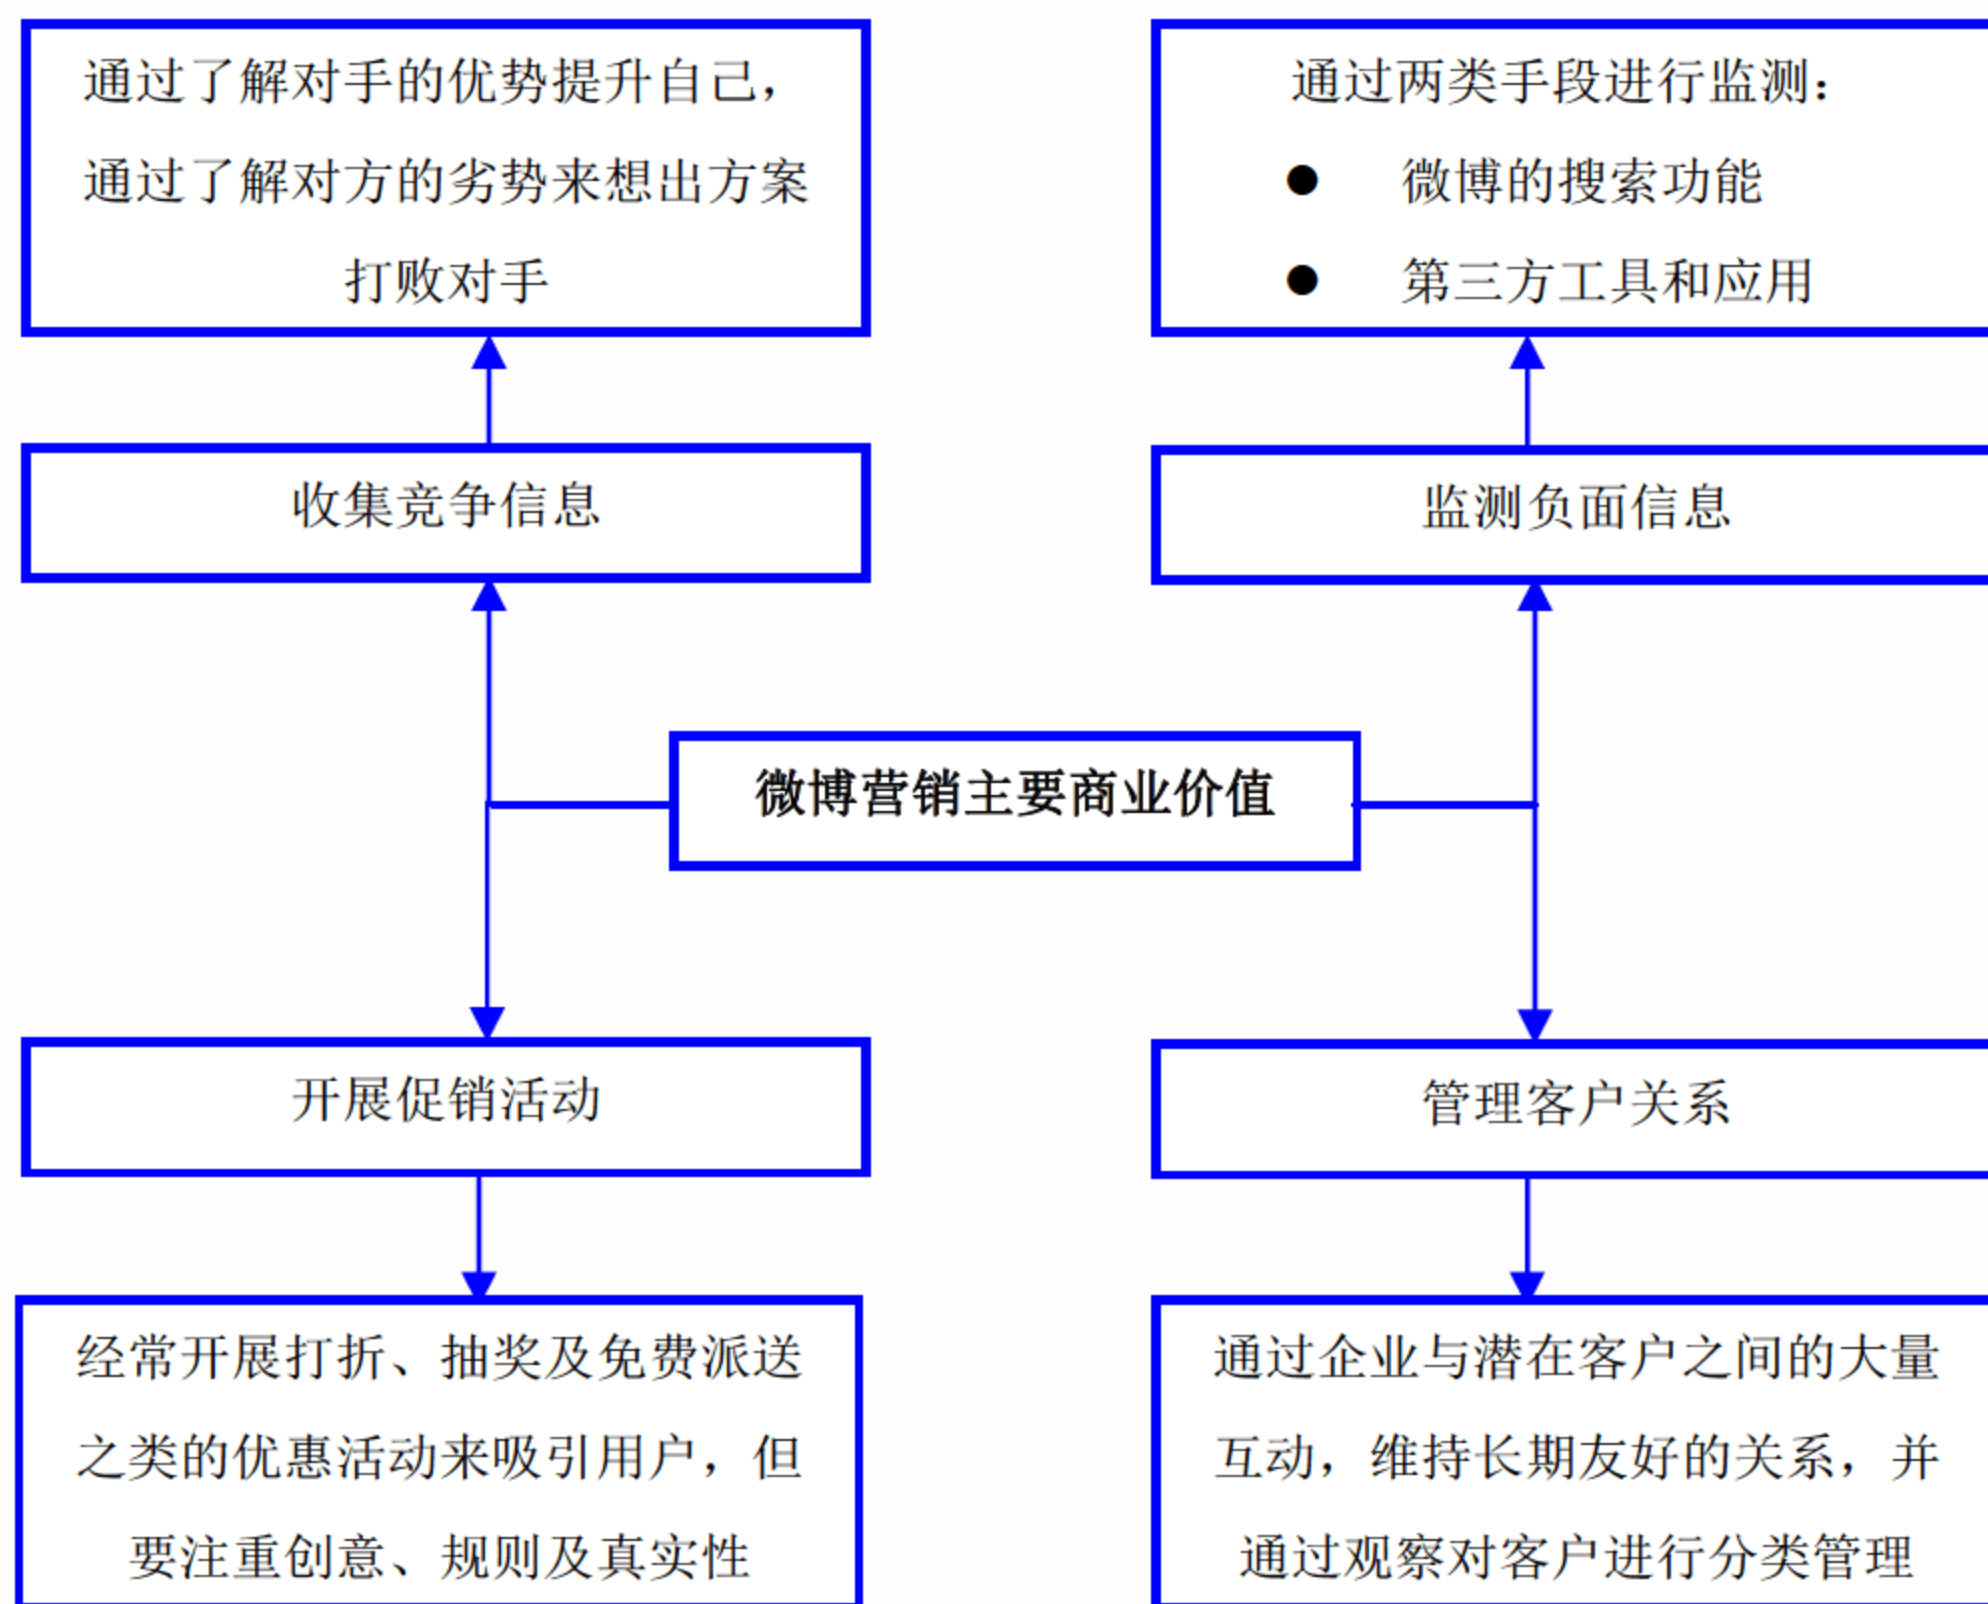 通过了解对手的优势提升自己，
通过了解对方的劣势来想出方案
打败对手
通过两类手段进行监测：
● 微博的搜索功能
● 第三方工具和应用
收集竞争信息
监测负面信息
微博营销主要商业价值
开展促销活动
管理客户关系
经常开展打折、抽奖及免费派送
之类的优惠活动来吸引用户，但
要注重创意、规则及真实性
通过企业与潜在客户之间的大量
互动，维持长期友好的关系，并
通过观察对客户进行分类管理